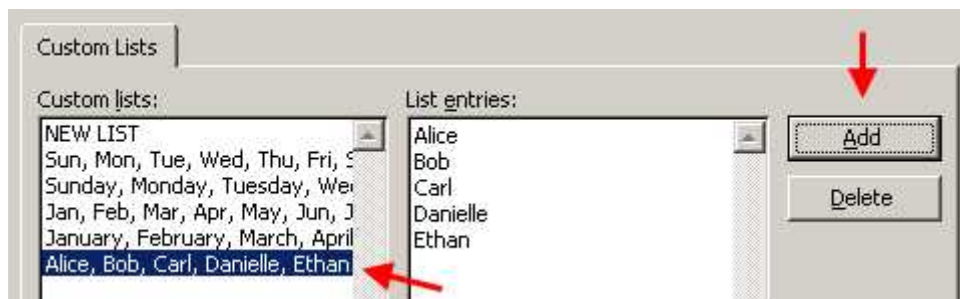 Custom Lists
Custom lists:
NEW LIST
Sun, Mon, Tue, Wed, Thu, Fri, S
Sunday, Monday, Tuesday, Wed
Jan, Feb, Mar, Apr, May, Jun, J
January, February, March, April
Alice, Bob, Carl, Danielle, Ethan
List entries:
Alice
Bob
Carl
Danielle
Ethan
Add
Delete